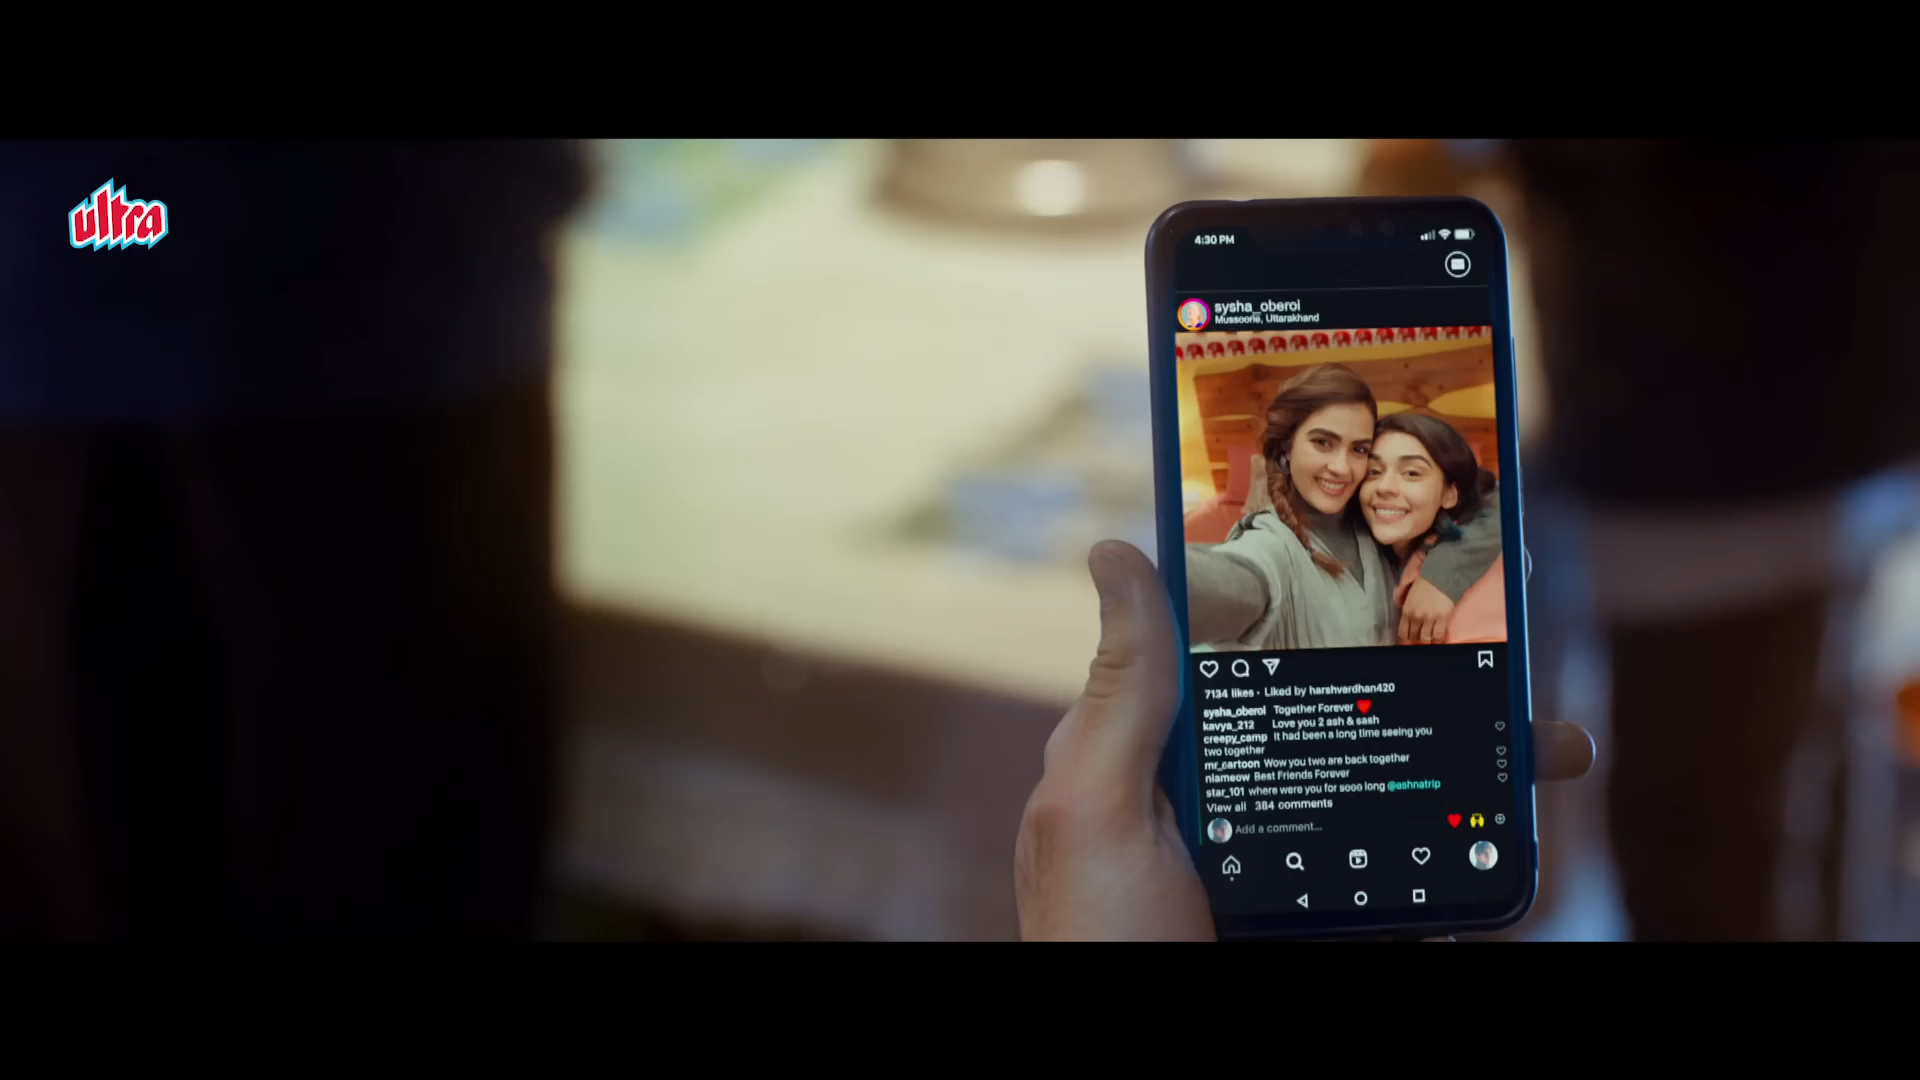 ultra
4:30 PM
sysha_oberoi
Mussoorie, Uttarakhand
7134 likes · Liked by harshvardhan420
sysha_oberoi Together Forever ❤️
kavya_212 Love you 2 ash & sash
creepy_camp It had been a long time seeing you
two together
mr_cartoon Wow you two are back together
niameow Best Friends Forever
star_101 where were you for sooo long @ashnatrip
View all 384 comments
Add a comment...